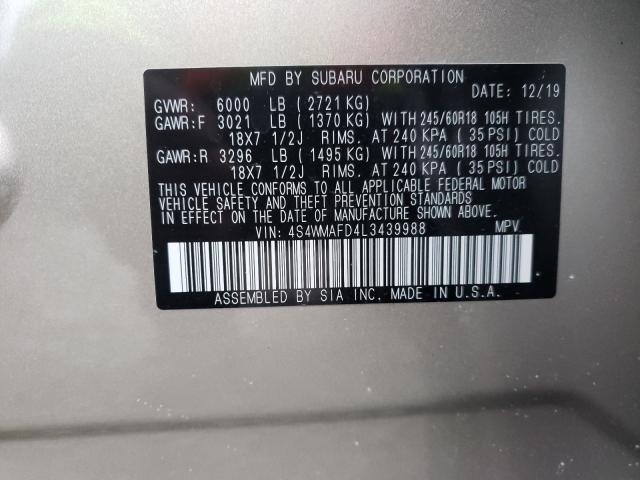 MFD BY SUBARU CORPORATION
DATE: 12/19
GVWR: 6000 LB (2721 KG)
GAWR:F 3021 LB (1370 KG) WITH 245/60R18 105H TIRES.
18X7 1/2J RIMS. AT 240 KPA (35 PSI) COLD
GAWR:R 3296 LB (1495 KG) WITH 245/60R18 105H TIRES.
18X7 1/2J RIMS. AT 240 KPA (35 PSI) COLD
THIS VEHICLE CONFORMS TO ALL APPLICABLE FEDERAL MOTOR
VEHICLE SAFETY AND THEFT PREVENTION STANDARDS
IN EFFECT ON THE DATE OF MANUFACTURE SHOWN ABOVE.
VIN: 4S4WMAFD4L3439988 MPV
ASSEMBLED BY SIA INC. MADE IN U.S.A.